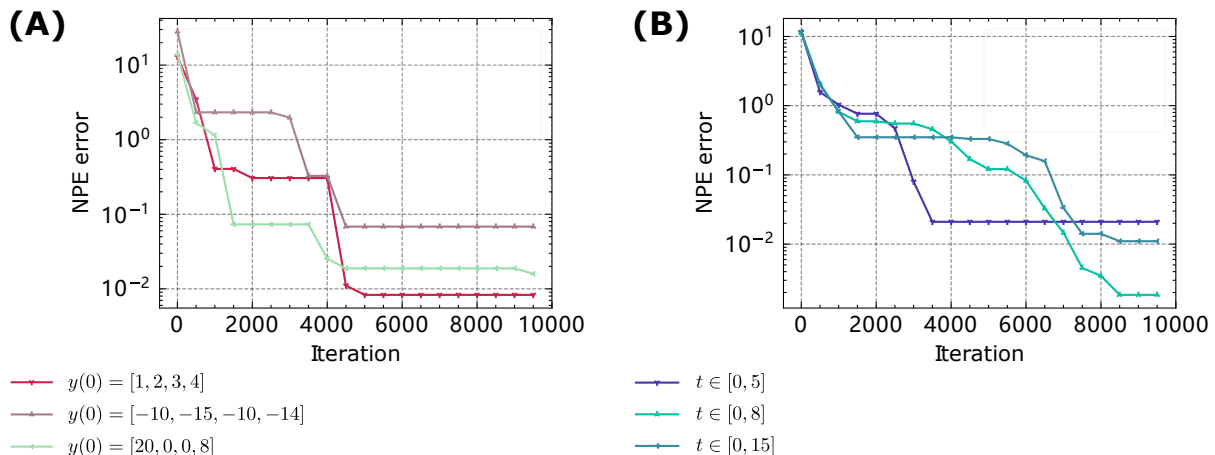 (A)
NPE error
10^1
10^0
10^{-1}
10^{-2}
0 2000 4000 6000 8000 10000
Iteration
y(0) = [1, 2, 3, 4]
y(0) = [−10, −15, −10, −14]
y(0) = [20, 0, 0, 8]
(B)
NPE error
10^1
10^0
10^{-1}
10^{-2}
0 2000 4000 6000 8000 10000
Iteration
t ∈ [0, 5]
t ∈ [0, 8]
t ∈ [0, 15]